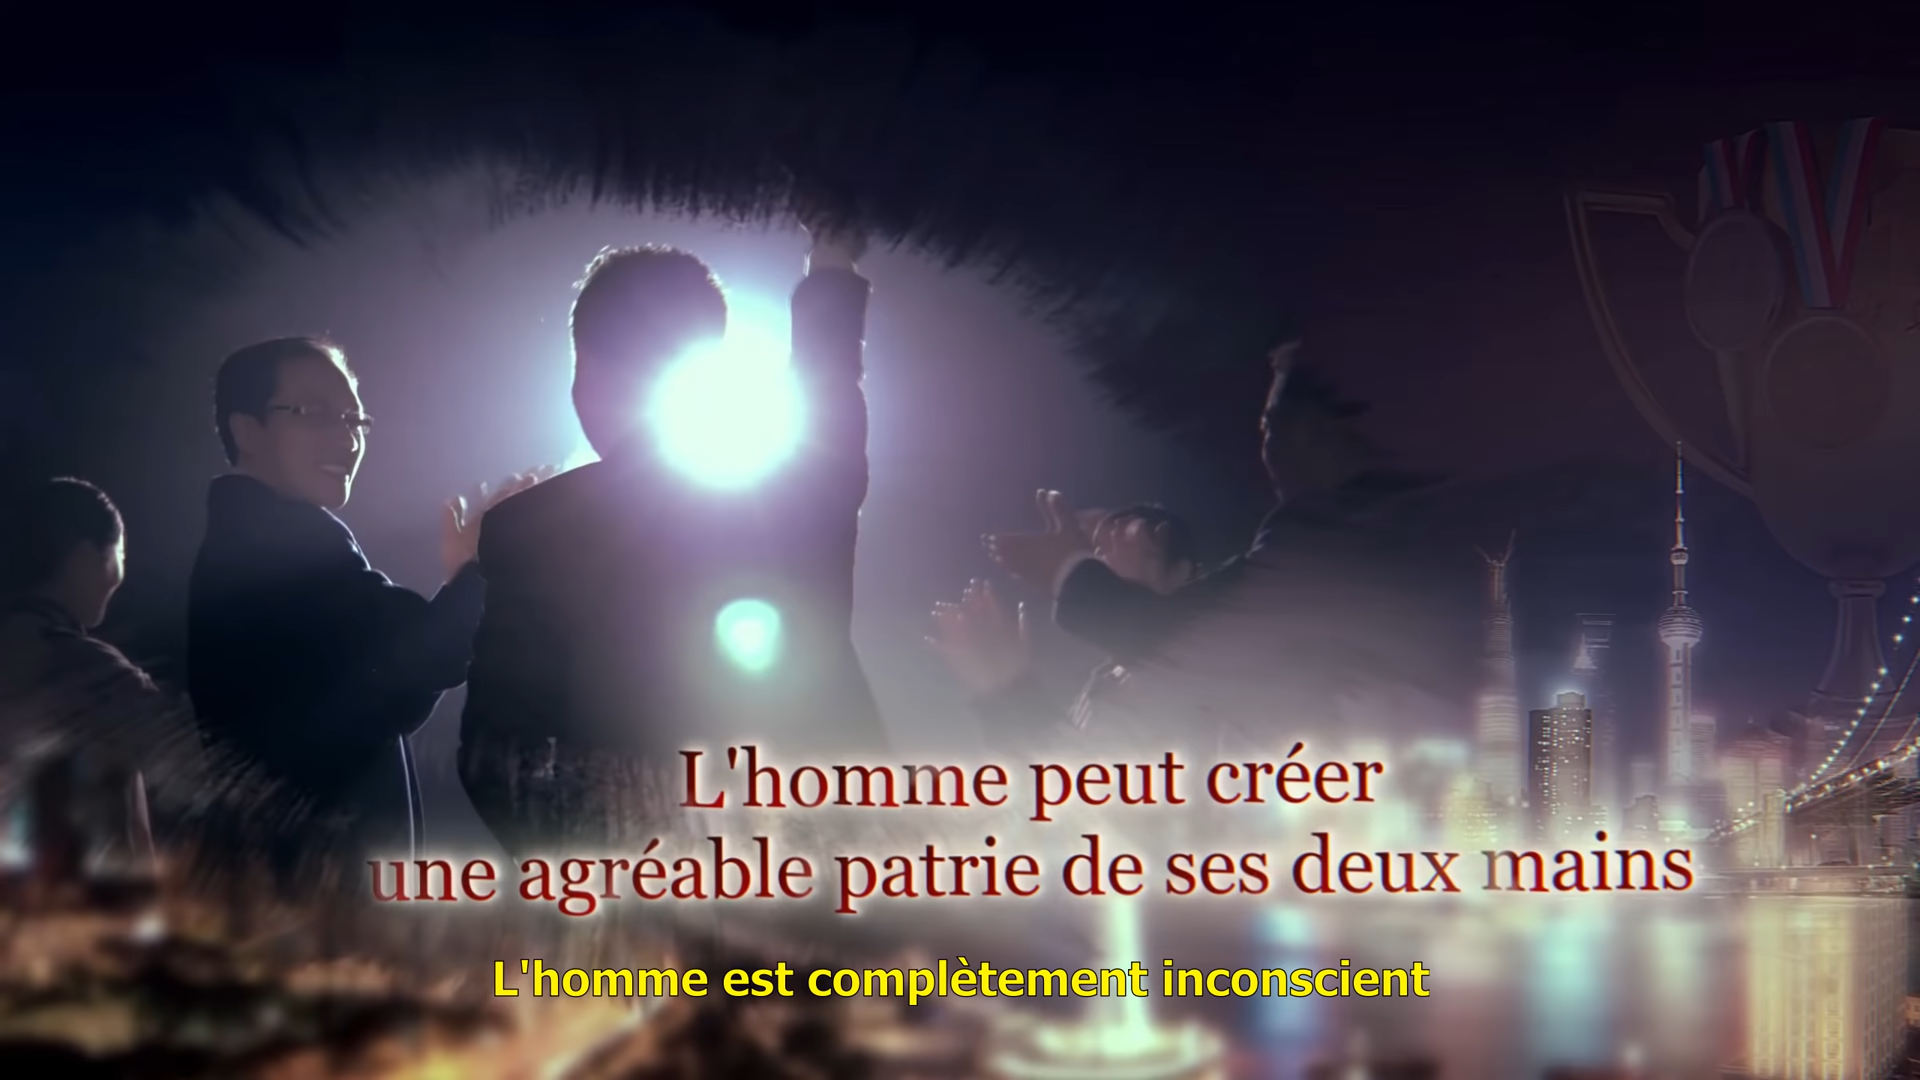 L'homme peut créer
une agréable patrie de ses deux mains
L'homme est complètement inconscient